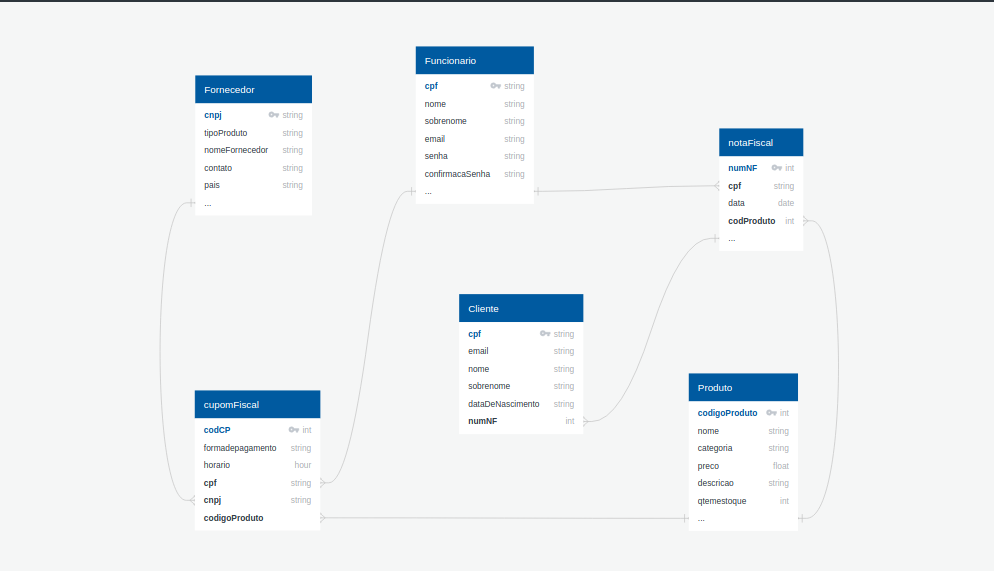 Fornecedor
cnpj string
tipoProduto string
nomeFornecedor string
contato string
pais string
...
Funcionario
cpf string
nome string
sobrenome string
email string
senha string
confirmacaSenha string
...
notaFiscal
numNF int
cpf string
data date
codProduto int
...
Cliente
cpf string
email string
nome string
sobrenome string
dataDeNascimento string
numNF int
cupomFiscal
codCP int
formadepagamento string
horario hour
cpf string
cnpj string
codigoProduto
Produto
codigoProduto int
nome string
categoria string
preco float
descricao string
qtemestoque int
...